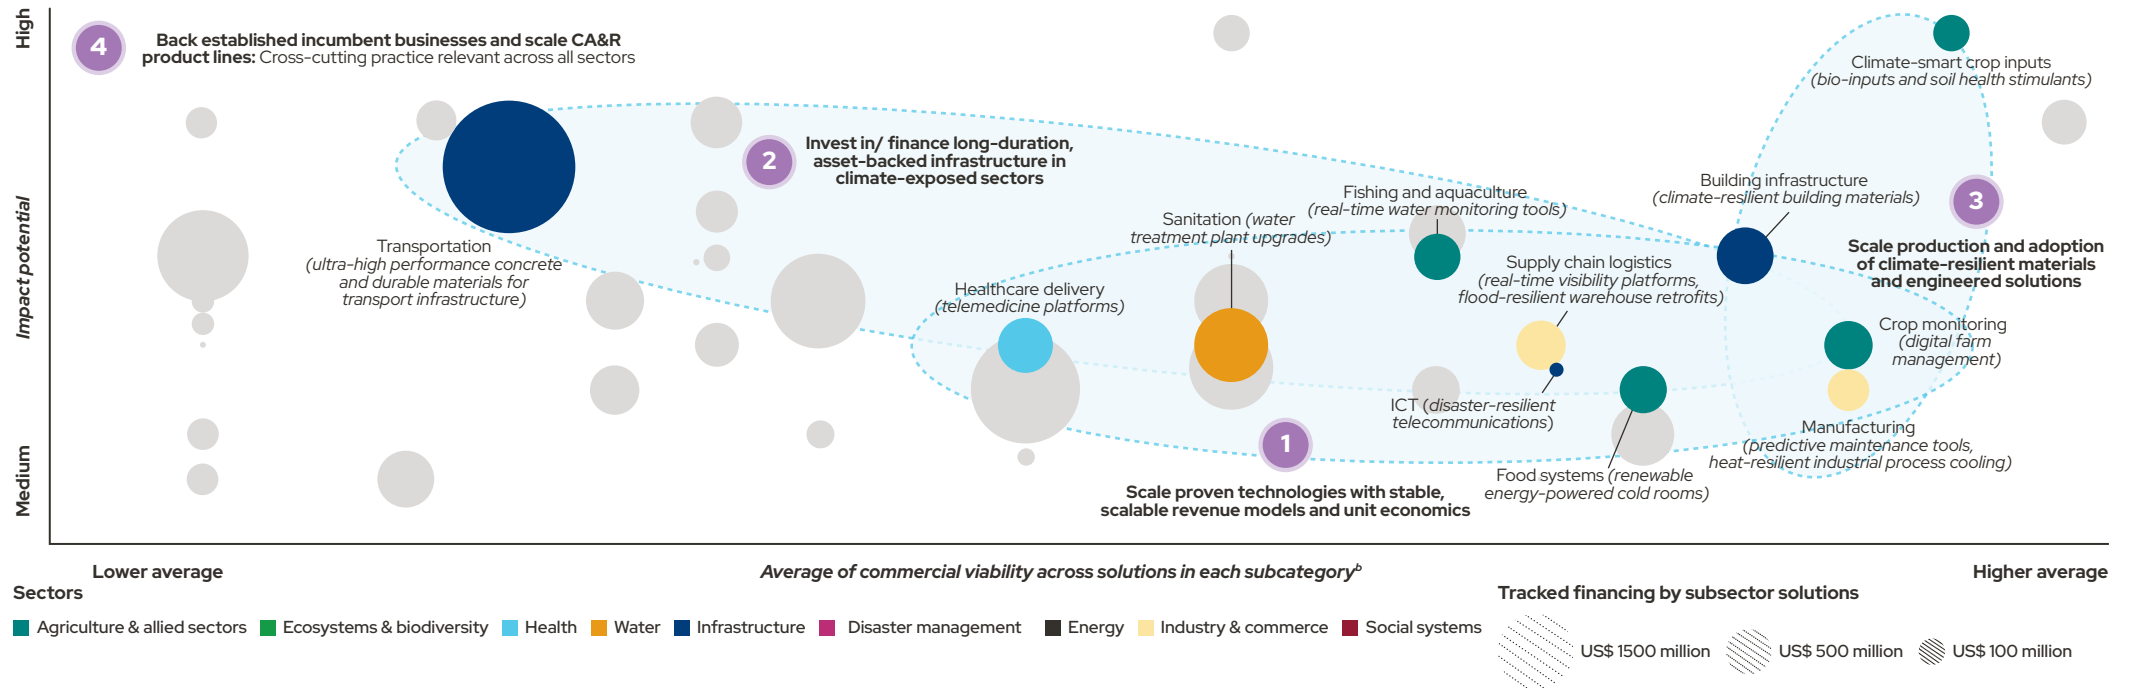 High
4
Back established incumbent businesses and scale CA&R
product lines: Cross-cutting practice relevant across all sectors
Climate-smart crop inputs
(bio-inputs and soil health stimulants)
2
Invest in/ finance long-duration,
asset-backed infrastructure in
climate-exposed sectors
Fishing and aquaculture
(real-time water monitoring tools)
Building infrastructure
(climate-resilient building materials)
3
Sanitation (water
treatment plant upgrades)
Impact potential
Transportation
(ultra-high performance concrete
and durable materials for
transport infrastructure)
Scale production and adoption
of climate-resilient materials
and engineered solutions
Supply chain logistics
(real-time visibility platforms,
flood-resilient warehouse retrofits)
Healthcare delivery
(telemedicine platforms)
Crop monitoring
(digital farm
management)
ICT (disaster-resilient
telecommunications)
1
Manufacturing
(predictive maintenance tools,
heat-resilient industrial process cooling)
Medium
Food systems (renewable
energy-powered cold rooms)
Scale proven technologies with stable,
scalable revenue models and unit economics
Lower average
Average of commercial viability across solutions in each subcategoryᵇ
Higher average
Sectors
Agriculture & allied sectors
Ecosystems & biodiversity
Health
Water
Infrastructure
Disaster management
Energy
Industry & commerce
Social systems
Tracked financing by subsector solutions
US$ 1500 million
US$ 500 million
US$ 100 million